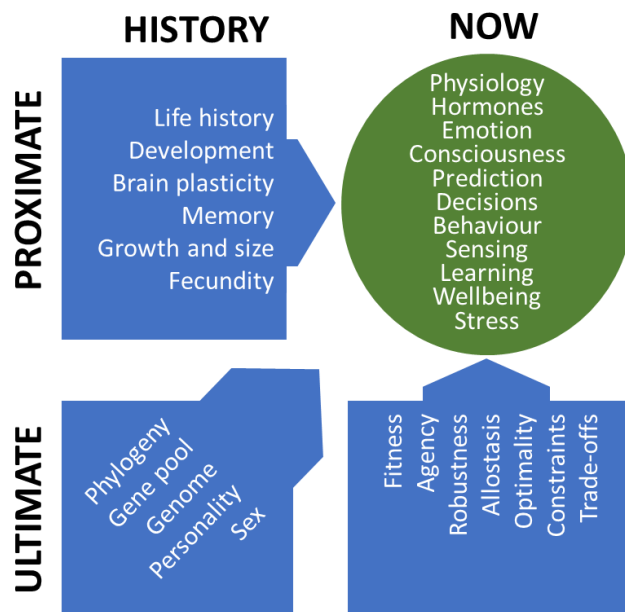 HISTORY
NOW
PROXIMATE
Life history
Development
Brain plasticity
Memory
Growth and size
Fecundity
Physiology
Hormones
Emotion
Consciousness
Prediction
Decisions
Behaviour
Sensing
Learning
Wellbeing
Stress
ULTIMATE
Phylogeny
Gene pool
Genome
Personality
Sex
Fitness
Agency
Robustness
Allostasis
Optimality
Constraints
Trade-offs